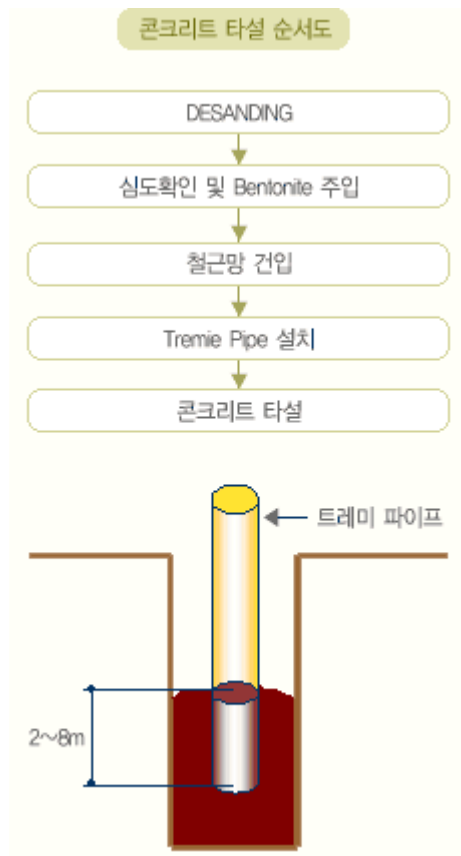 콘크리트 타설 순서도
DESANDING
심도확인 및 Bentonite 주입
철근망 건입
Tremie Pipe 설치
콘크리트 타설
트레미 파이프
2～8m